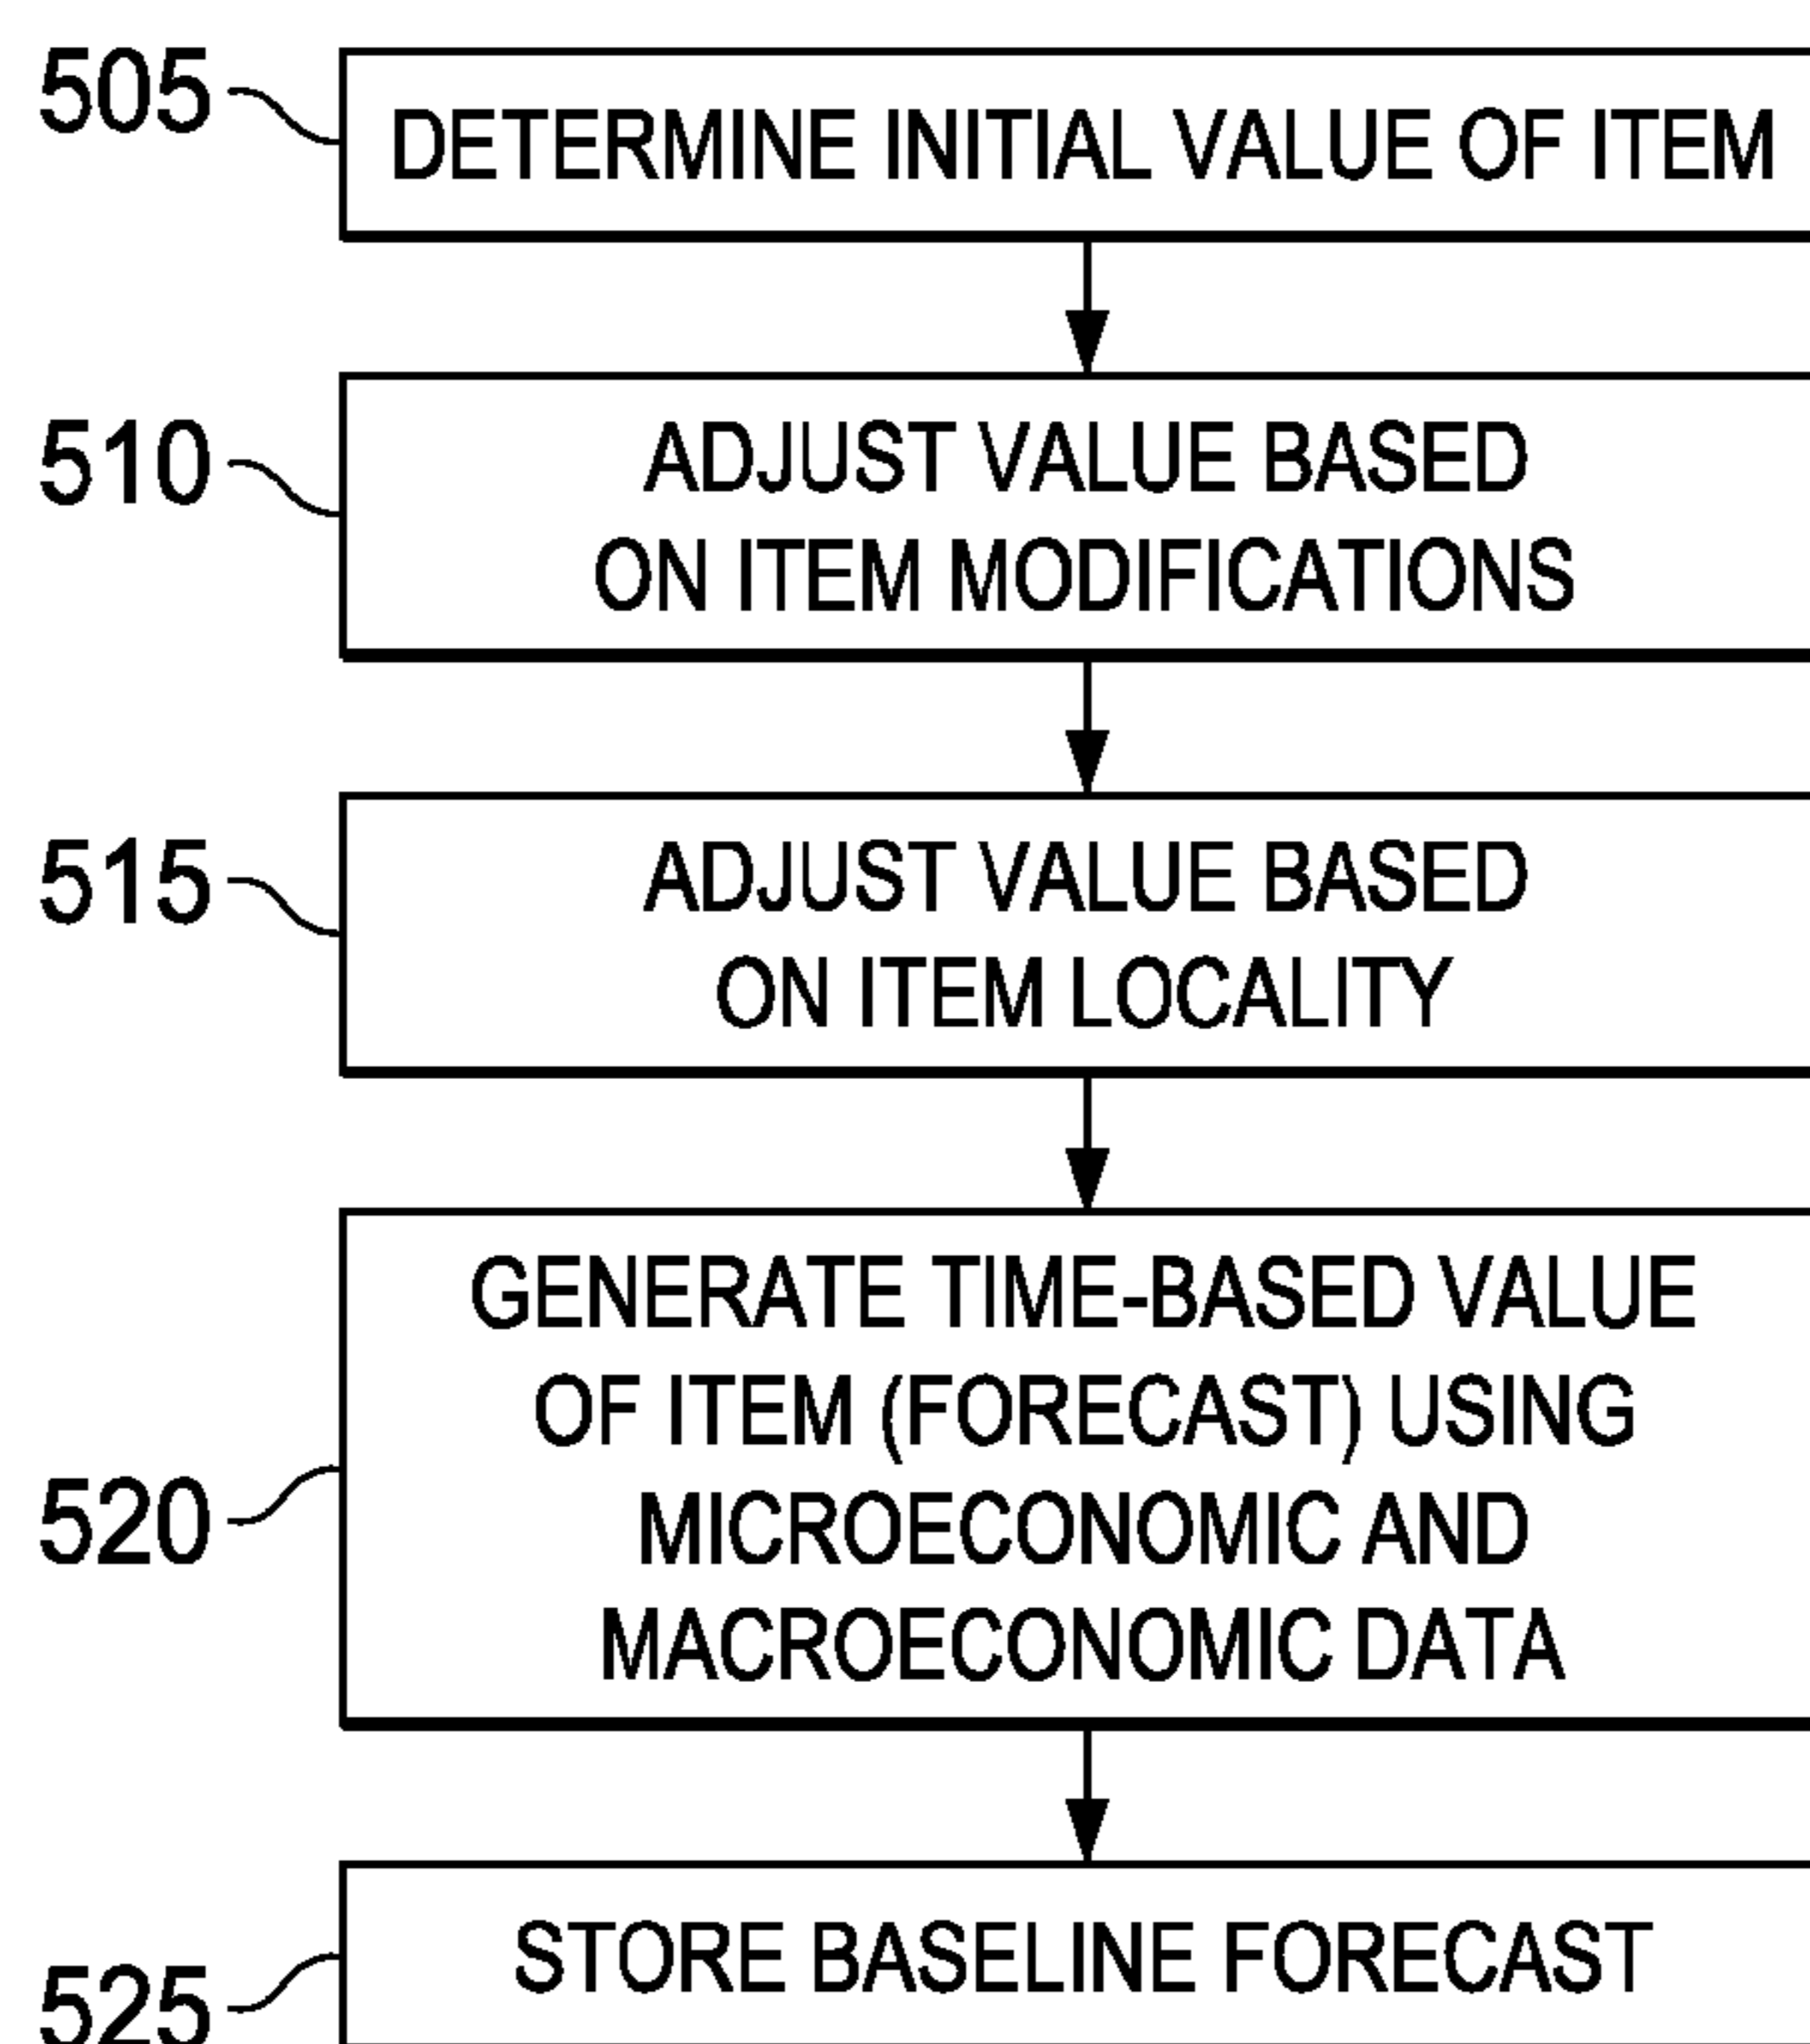 505
DETERMINE INITIAL VALUE OF ITEM
510
ADJUST VALUE BASED
ON ITEM MODIFICATIONS
515
ADJUST VALUE BASED
ON ITEM LOCALITY
520
GENERATE TIME-BASED VALUE
OF ITEM (FORECAST) USING
MICROECONOMIC AND
MACROECONOMIC DATA
525
STORE BASELINE FORECAST